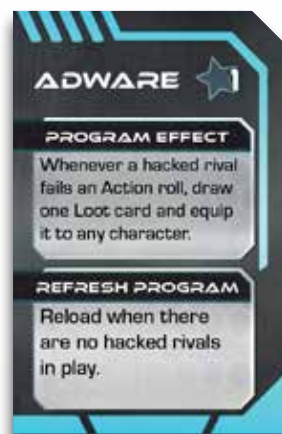 ADWARE 1
PROGRAM EFFECT
Whenever a hacked rival
fails an Action roll, draw
one Loot card and equip
it to any character.
REFRESH PROGRAM
Reload when there
are no hacked rivals
in play.